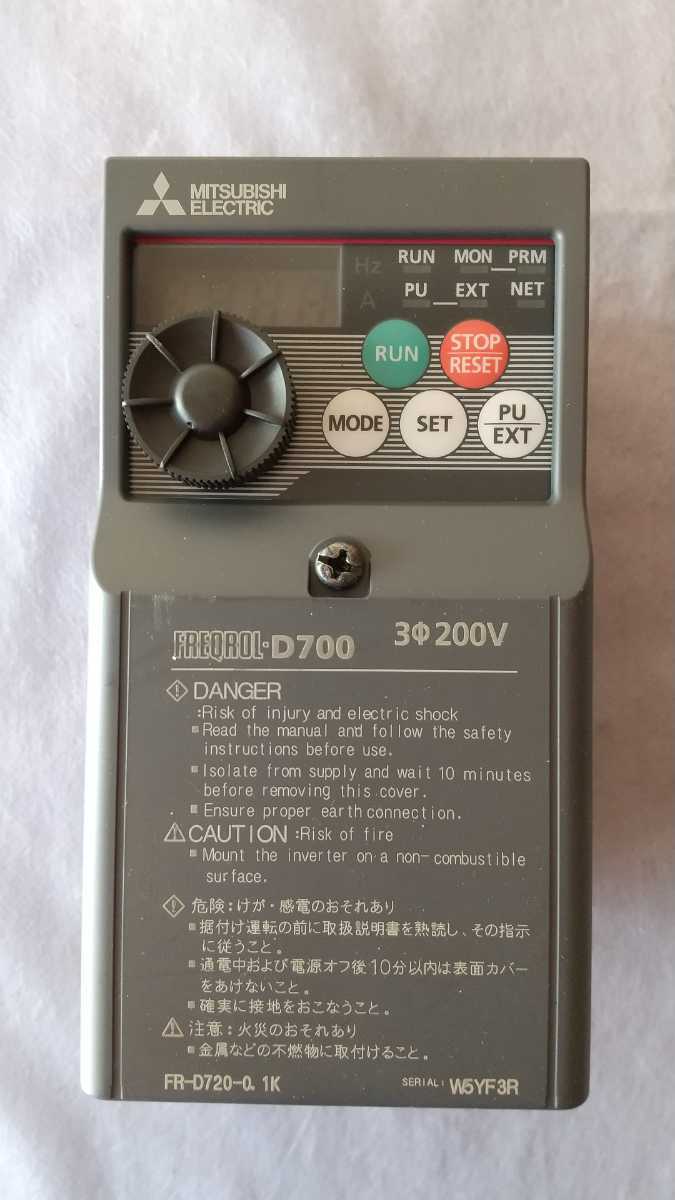 MITSUBISHI
ELECTRIC
Hz RUN MON PRM
A PU EXT NET
RUN STOP
RESET
MODE SET PU
EXT
FREQROL-D700 3Φ200V
DANGER
:Risk of injury and electric shock
Read the manual and follow the safety
instructions before use.
Isolate from supply and wait 10 minutes
before removing this cover.
Ensure proper earth connection.
CAUTION :Risk of fire
Mount the inverter on a non-combustible
surface.
危険:けが・感電のおそれあり
据付け運転の前に取扱説明書を熟読し、その指示
に従うこと。
通電中および電源オフ後10分以内は表面カバー
をあけないこと。
確実に接地をおこなうこと。
注意:火災のおそれあり
金属などの不燃物に取付けること。
FR-D720-0.1K SERIAL: W5YF3R